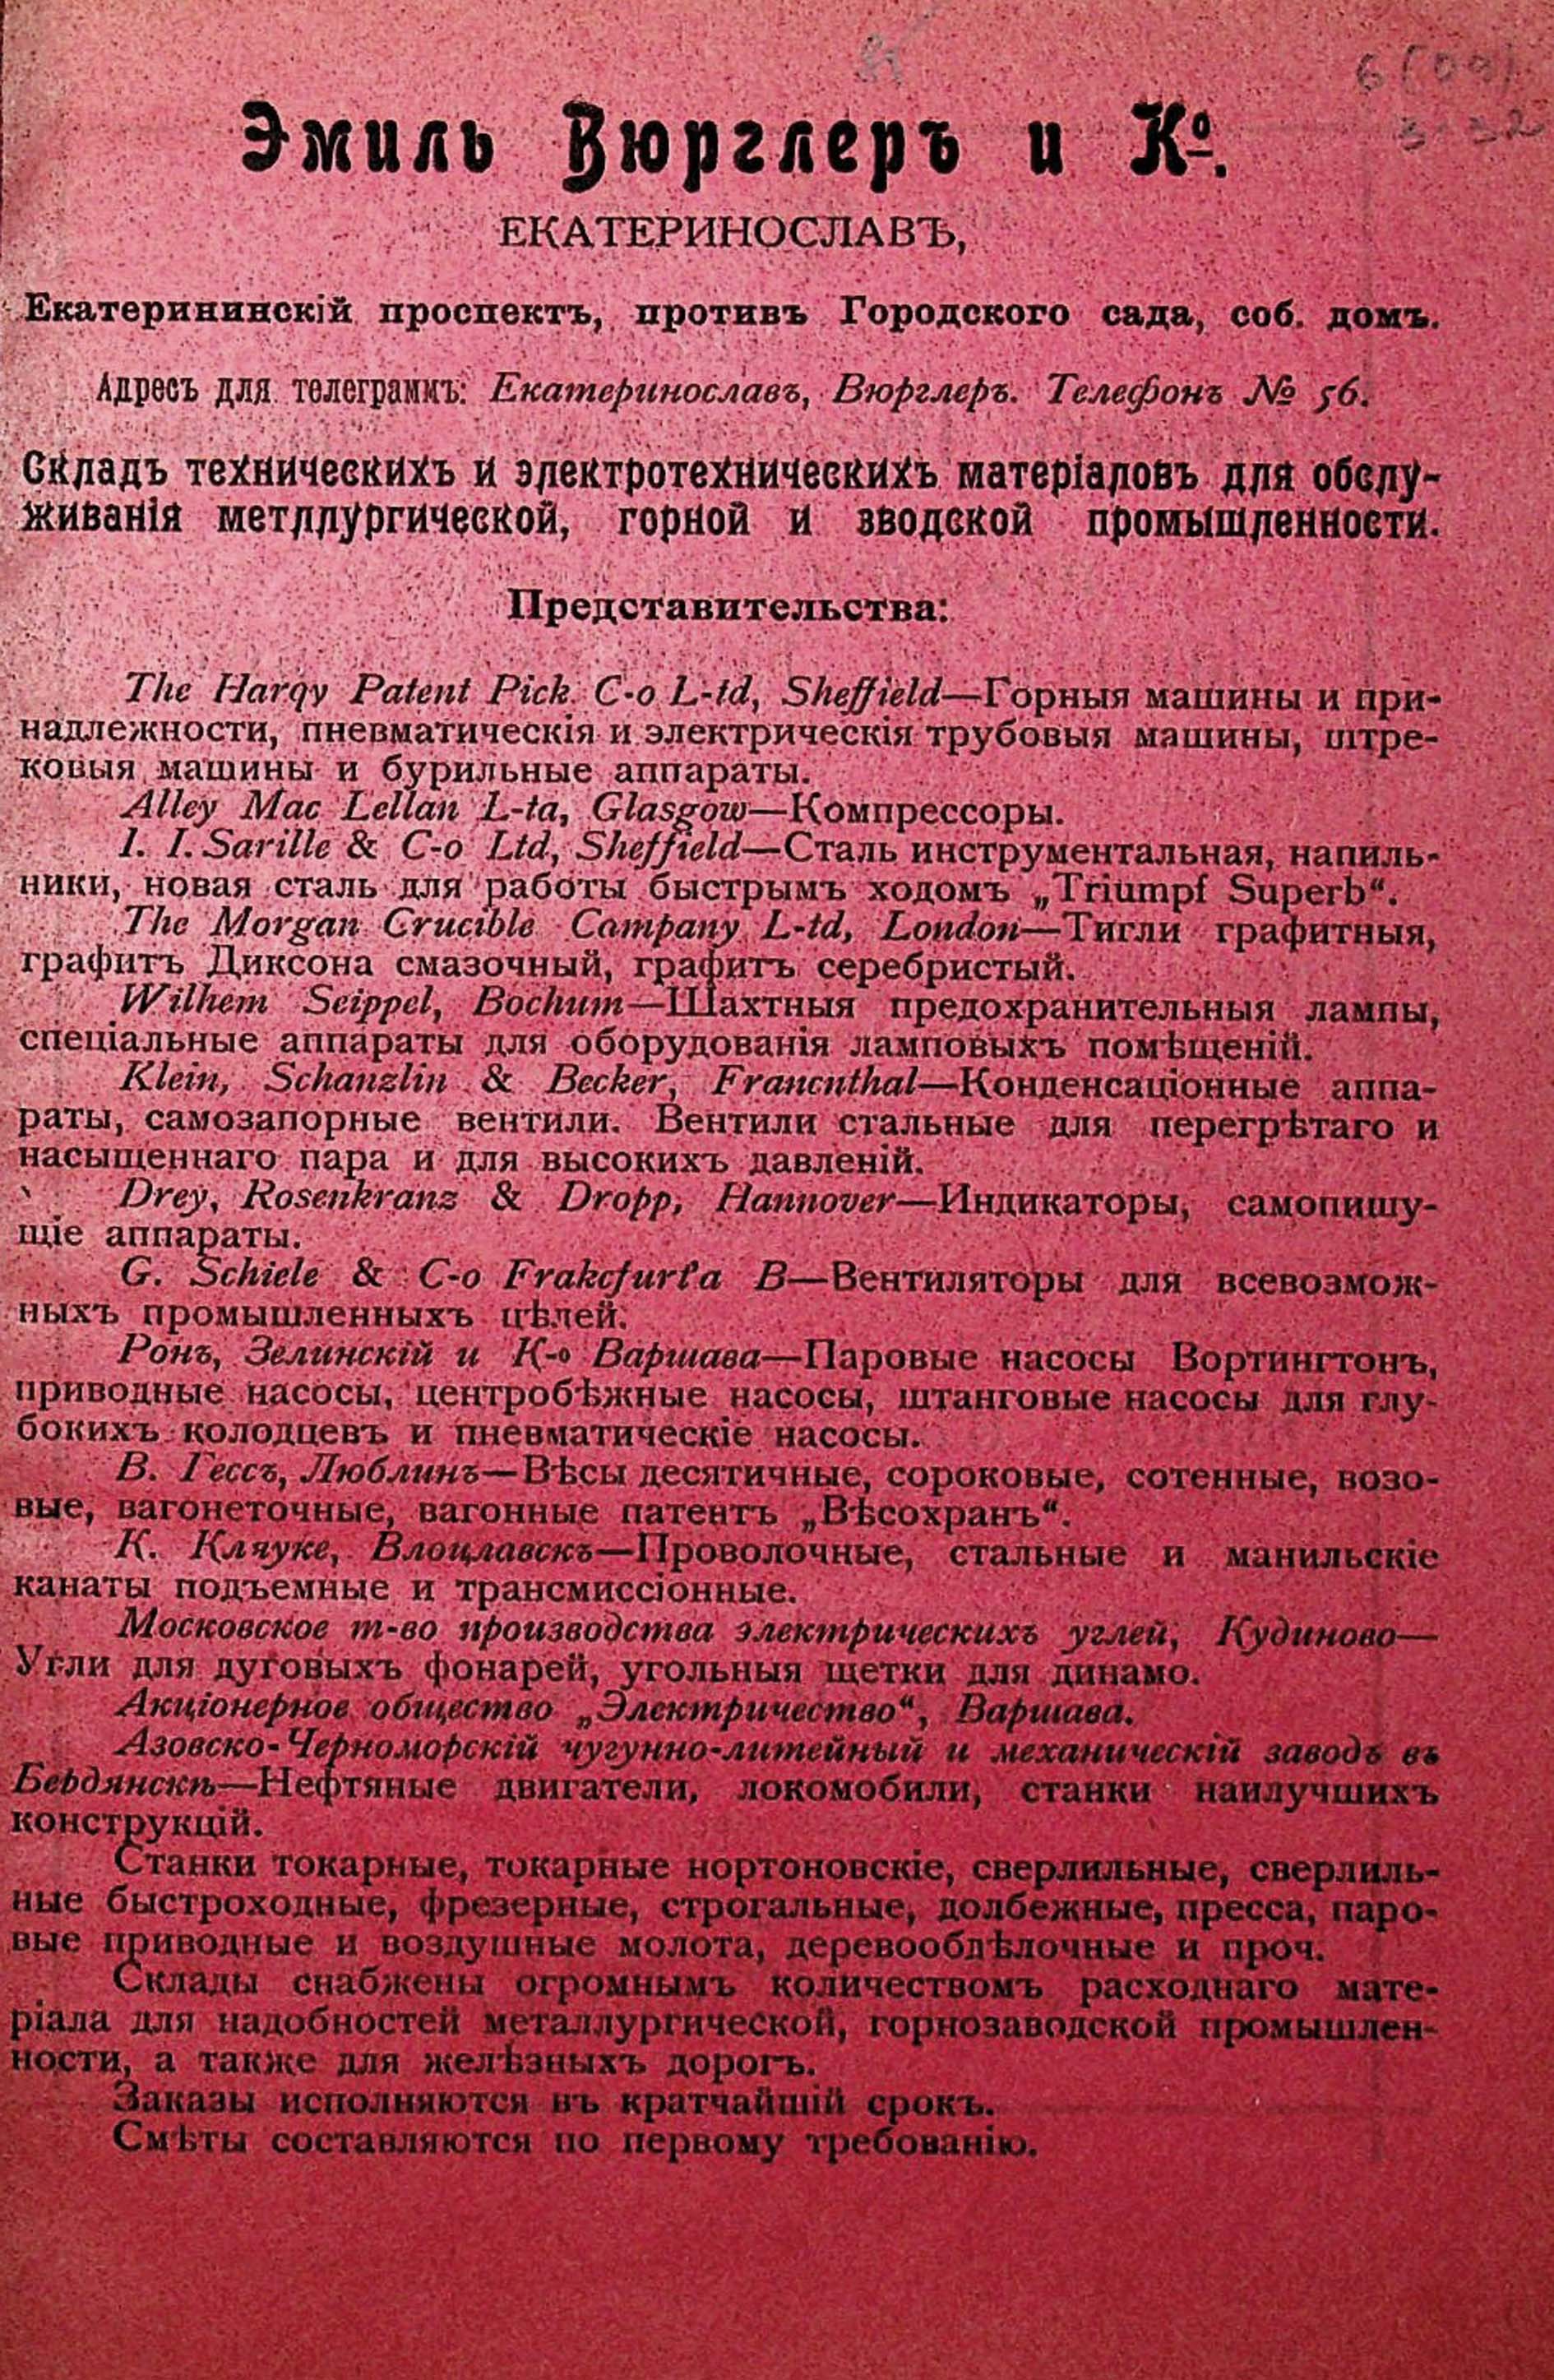 6(09)
3-32
Эмиль Вюрглеръ и К⁰.
ЕКАТЕРИНОСЛАВЪ,
Екатерининскій проспектъ, противъ Городского сада, соб. домъ.
Адресъ для телеграммъ: Екатеринославъ, Вюрглеръ. Телефонъ № 56.
Складъ техническихъ и электротехническихъ матеріаловъ для обслу-
живанія метллургической, горной и зводской промышленности.
Представительства:
The Harqy Patent Pick C-o L-td, Sheffield—Горныя машины и при-
надлежности, пневматическія и электрическія трубовыя машины, штре-
ковыя машины и бурильные аппараты.
Alley Mac Lellan L-ta, Glasgow—Компрессоры.
I. I. Sarille & C-o Ltd, Sheffield—Сталь инструментальная, напиль-
ники, новая сталь для работы быстрымъ ходомъ „Triumpf Superb“.
The Morgan Crucible Company L-td, London—Тигли графитныя,
графитъ Диксона смазочный, графитъ серебристый.
Wilhem Seippel, Bochum—Шахтныя предохранительныя лампы,
спеціальные аппараты для оборудованія ламповыхъ помѣщеній.
Klein, Schanzlin & Becker, Francnthal—Конденсаціонные аппа-
раты, самозапорные вентили. Вентили стальные для перегрѣтаго и
насыщеннаго пара и для высокихъ давленій.
Drey, Rosenkranz & Dropp, Hannover—Индикаторы, самопишу-
щіе аппараты.
G. Schiele & C-o Frakcfurt'a B—Вентиляторы для всевозмож-
ныхъ промышленныхъ цѣлей.
Ронъ, Зелинскій и К-о Варшава—Паровые насосы Вортингтонъ,
приводные насосы, центробѣжные насосы, штанговые насосы для глу-
бокихъ колодцевъ и пневматическіе насосы.
В. Гессъ, Люблинъ—Вѣсы десятичные, сороковые, сотенные, возо-
вые, вагонеточные, вагонные патентъ „Вѣсохранъ“.
К. Кляуке, Влоцлавскъ—Проволочные, стальные и манильскіе
канаты подъемные и трансмиссіонные.
Московское т-во производства электрическихъ углей, Кудиново—
Угли для дуговыхъ фонарей, угольныя щетки для динамо.
Акціонерное общество „Электричество“, Варшава.
Азовско-Черноморскій чугунно-литейный и механическій заводъ въ
Бердянскѣ—Нефтяные двигатели, локомобили, станки наилучшихъ
конструкцій.
Станки токарные, токарные нортоновскіе, сверлильные, сверлиль-
ные быстроходные, фрезерные, строгальные, долбежные, пресса, паро-
вые приводные и воздушные молота, деревообдѣлочные и проч.
Склады снабжены огромнымъ количествомъ расходнаго мате-
ріала для надобностей металлургической, горнозаводской промышлен-
ности, а также для желѣзныхъ дорогъ.
Заказы исполняются въ кратчайшій срокъ.
Смѣты составляются по первому требованію.